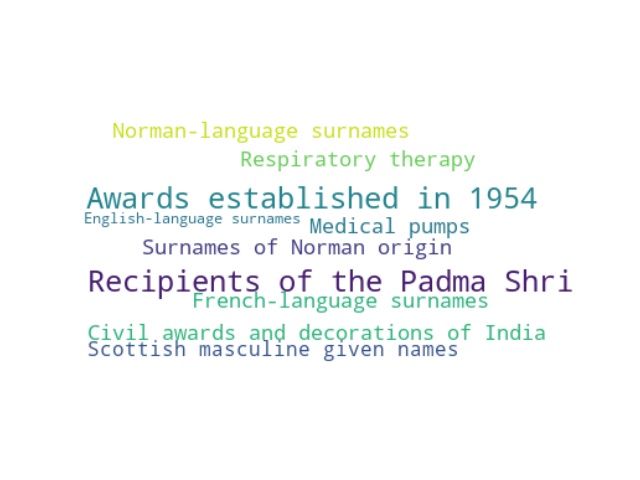 Norman-language surnames
Respiratory therapy
Awards established in 1954
English-language surnames
Medical pumps
Surnames of Norman origin
Recipients of the Padma Shri
French-language surnames
Civil awards and decorations of India
Scottish masculine given names